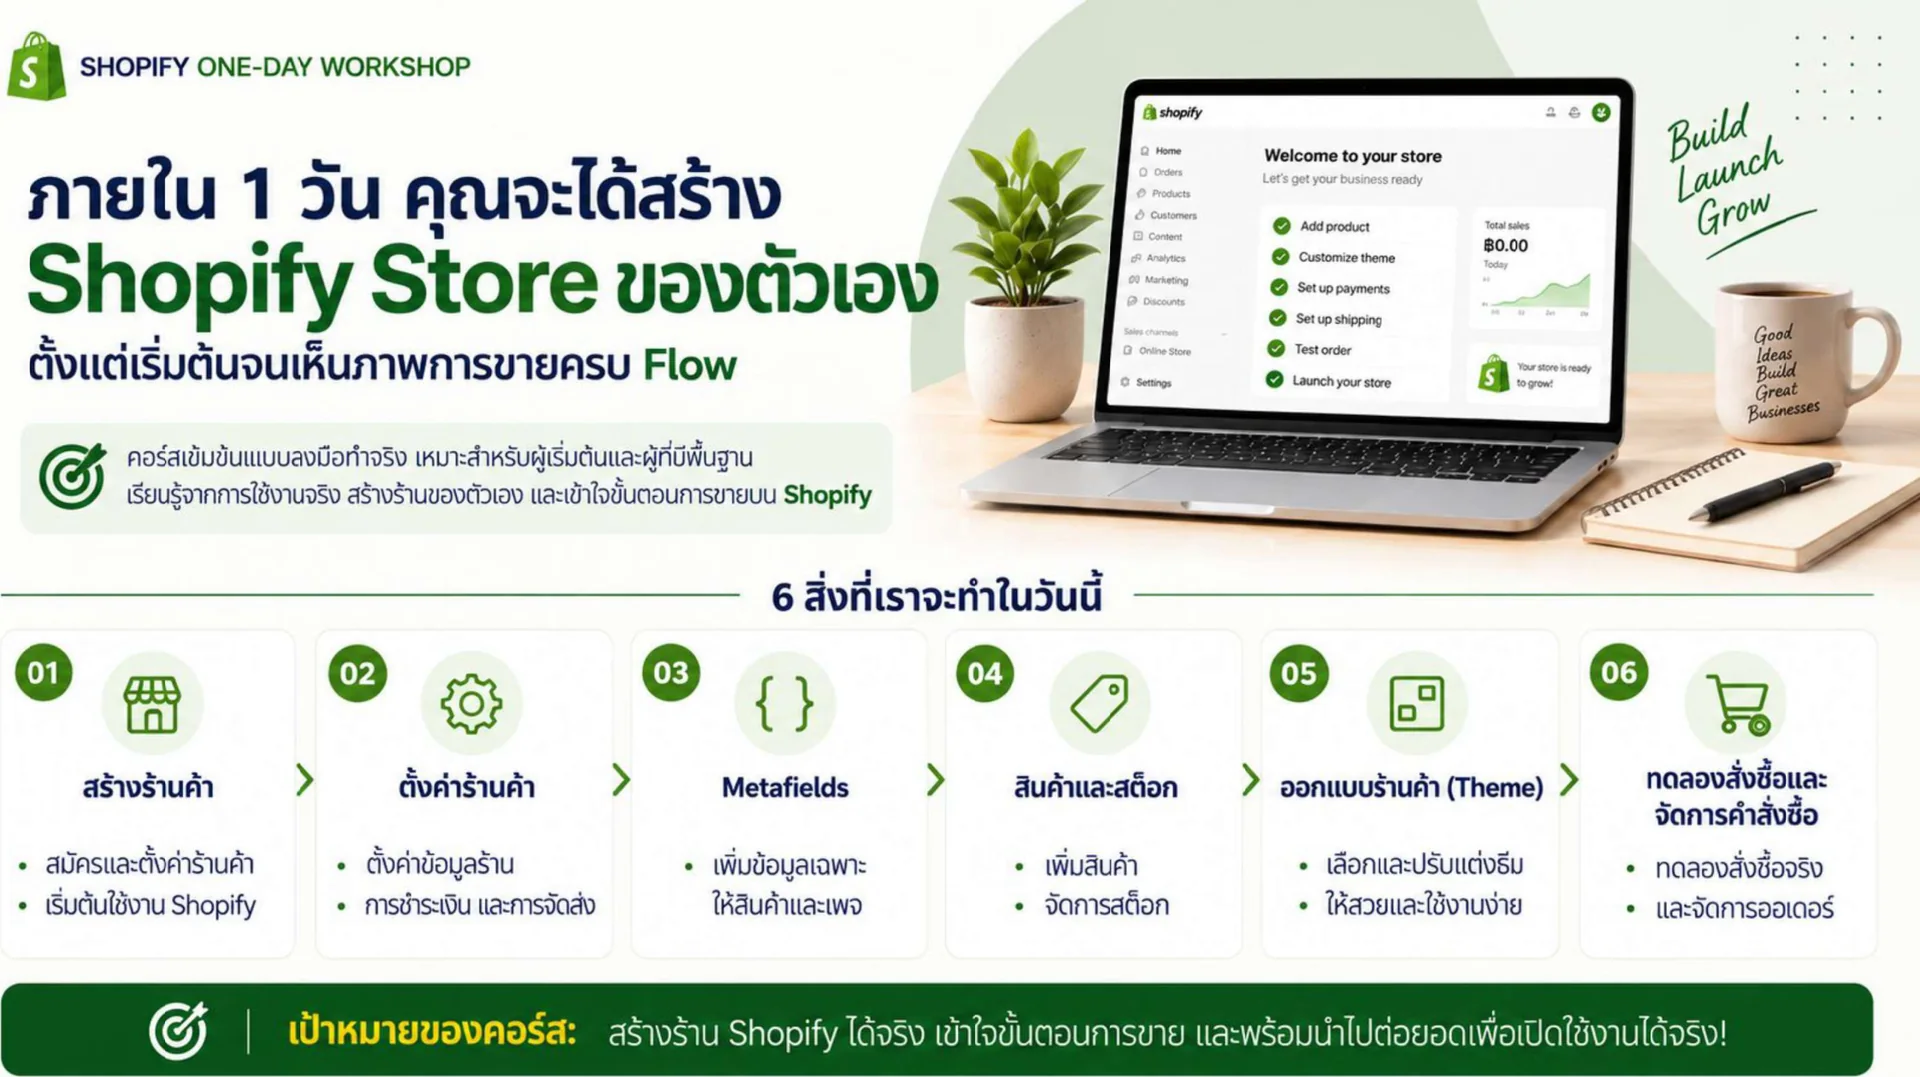 SHOPIFY ONE-DAY WORKSHOP
ภายใน 1 วัน คุณจะได้สร้าง
Shopify Store ของตัวเอง
ตั้งแต่เริ่มต้นจนเห็นภาพการขายครบ Flow
คอร์สเข้มข้นแบบลงมือทำจริง เหมาะสำหรับผู้เริ่มต้นและผู้ที่มีพื้นฐาน
เรียนรู้จากการใช้งานจริง สร้างร้านของตัวเอง และเข้าใจขั้นตอนการขายบน Shopify
shopify
Home
Orders
Products
Customers
Content
Analytics
Marketing
Discounts
Sales channels
Online Store
Settings
Welcome to your store
Let's get your business ready
Add product
Customize theme
Set up payments
Set up shipping
Test order
Launch your store
Total sales
฿0.00
Today
Your store is ready
to grow!
Build
Launch
Grow
Good
Ideas
Build
Great
Businesses
6 สิ่งที่เราจะทำในวันนี้
01
สร้างร้านค้า
• สมัครและตั้งค่าร้านค้า
• เริ่มต้นใช้งาน Shopify
02
ตั้งค่าร้านค้า
• ตั้งค่าข้อมูลร้าน
• การชำระเงิน และการจัดส่ง
03
Metafields
• เพิ่มข้อมูลเฉพาะ
ให้สินค้าและเพจ
04
สินค้าและสต็อก
• เพิ่มสินค้า
• จัดการสต็อก
05
ออกแบบร้านค้า (Theme)
• เลือกและปรับแต่งธีม
• ให้สวยและใช้งานง่าย
06
ทดลองสั่งซื้อและ
จัดการคำสั่งซื้อ
• ทดลองสั่งซื้อจริง
• และจัดการออเดอร์
เป้าหมายของคอร์ส: สร้างร้าน Shopify ได้จริง เข้าใจขั้นตอนการขาย และพร้อมนำไปต่อยอดเพื่อเปิดใช้งานได้จริง!